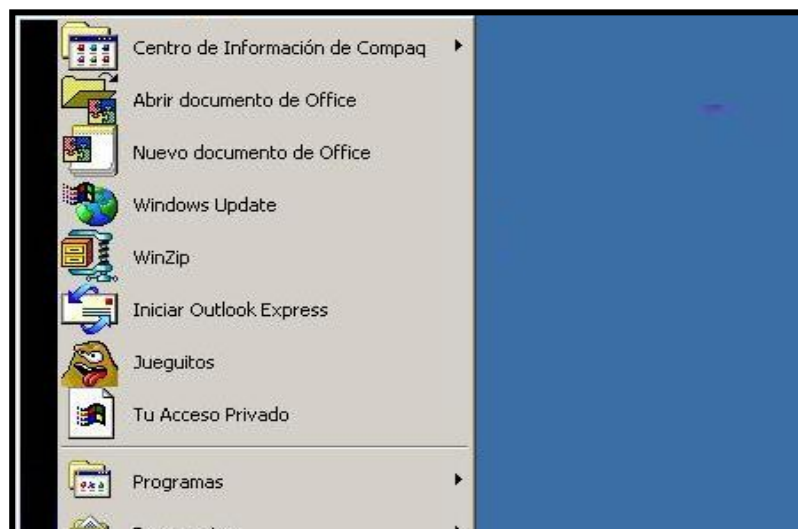 Centro de Información de Compaq
Abrir documento de Office
Nuevo documento de Office
Windows Update
WinZip
Iniciar Outlook Express
Jueguitos
Tu Acceso Privado
Programas